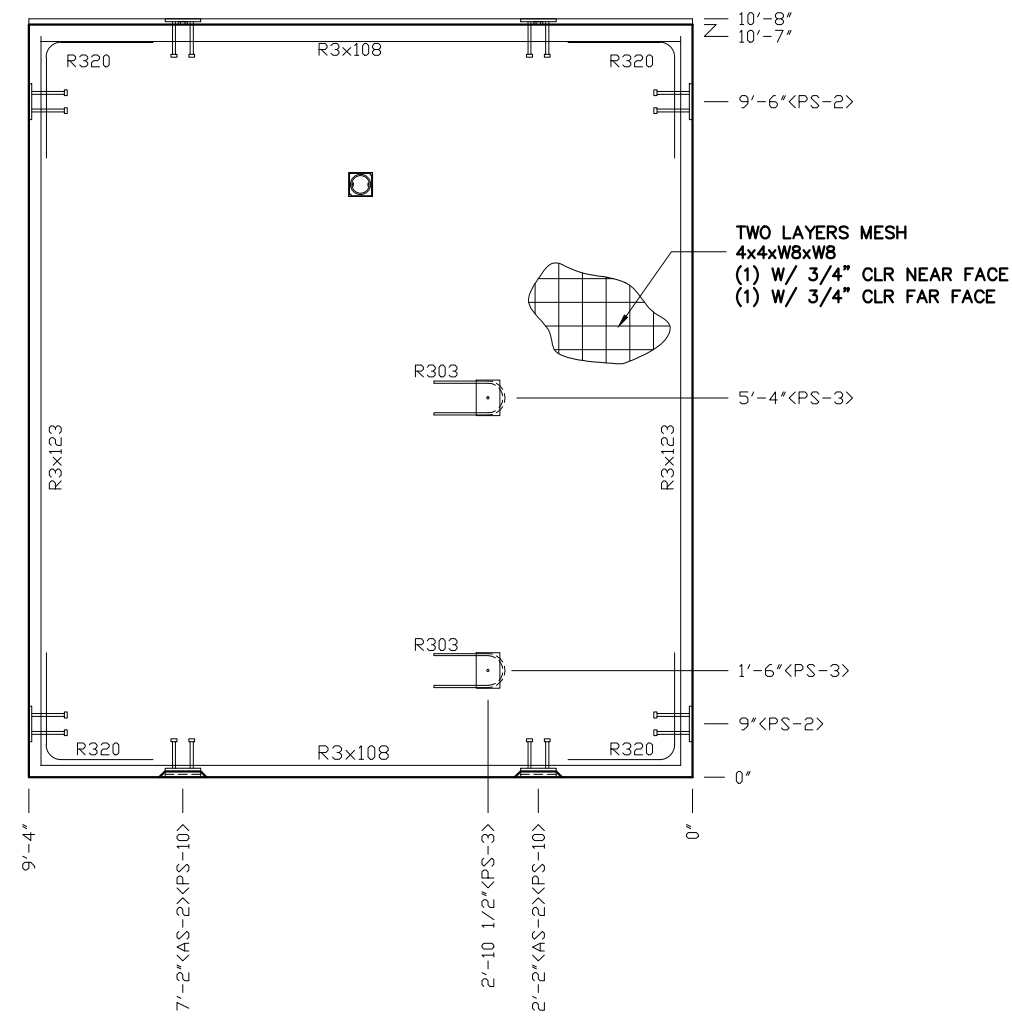 10'-8"
10'-7"
R320
R3x108
R320
9'-6"<PS-2>
TWO LAYERS MESH
4x4xW8xW8
(1) W/ 3/4" CLR NEAR FACE
(1) W/ 3/4" CLR FAR FACE
R303
5'-4"<PS-3>
R3x123
R3x123
R303
1'-6"<PS-3>
9"<PS-2>
R320
R3x108
R320
0"
9'-4"
7'-2"<AS-2><PS-10>
2'-10 1/2"<PS-3>
2'-2"<AS-2><PS-10>
0"